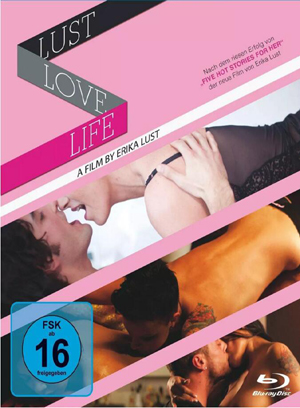 LUST
LOVE
LIFE
A FILM BY ERIKA LUST
Nach dem riesen Erfolg von
„FIVE HOT STORIES FOR HER"
der neue Film von Erika Lust
FSK
ab
16
freigegeben
Blu-ray Disc